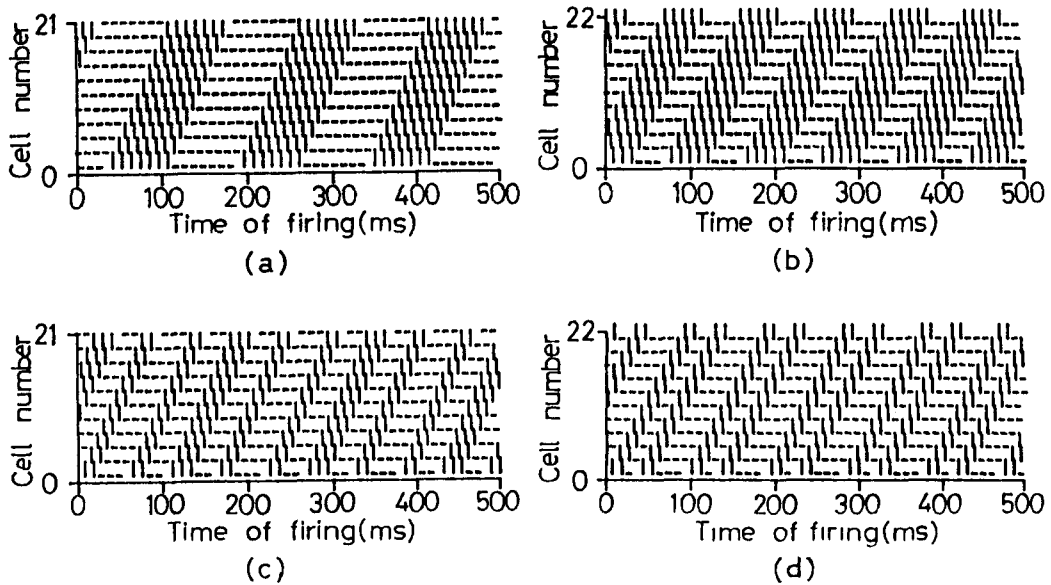 21
Cell number
0
0 100 200 300 400 500
Time of firing(ms)
(a)
22
Cell number
0
0 100 200 300 400 500
Time of firing(ms)
(b)
21
Cell number
0
0 100 200 300 400 500
Time of firing(ms)
(c)
22
Cell number
0
0 100 200 300 400 500
Time of firing(ms)
(d)